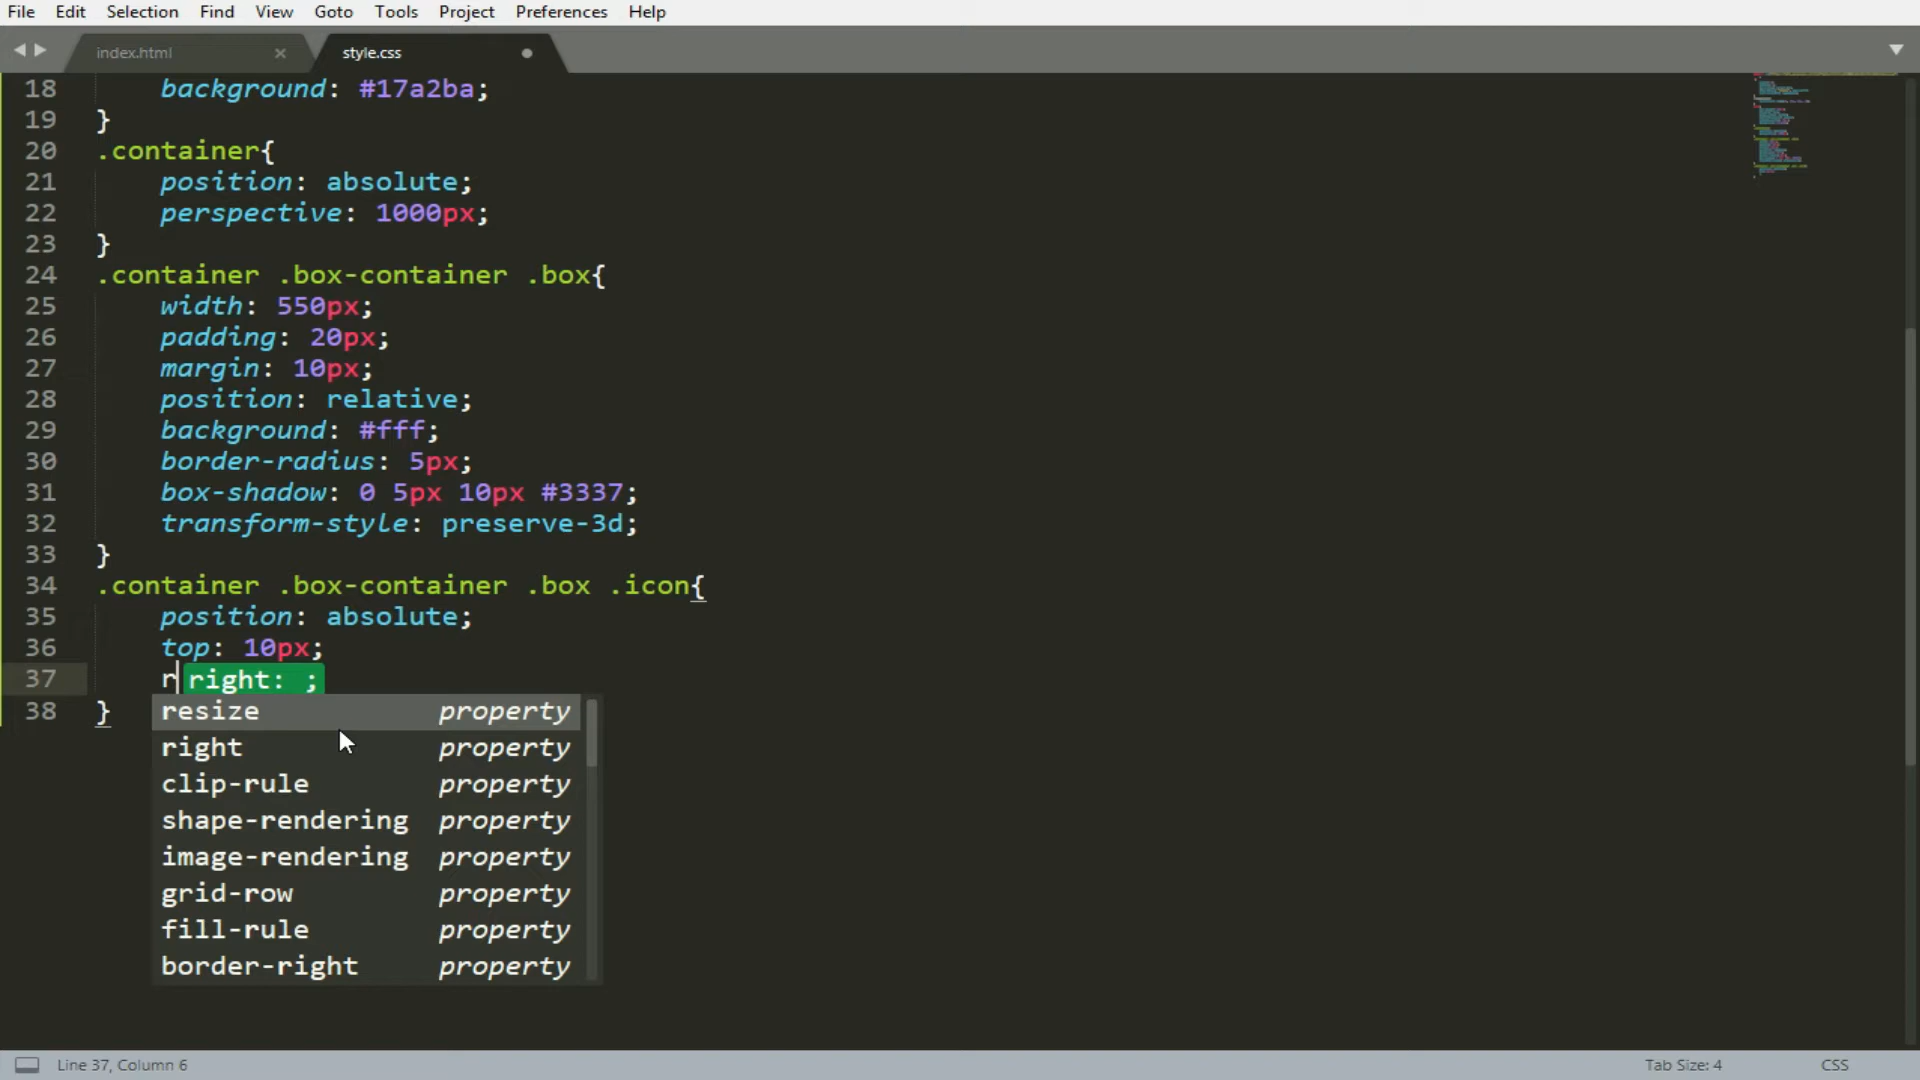 File Edit Selection Find View Goto Tools Project Preferences Help
index.html × style.css
18 background: #17a2ba;
19 }
20 .container{
21 position: absolute;
22 perspective: 1000px;
23 }
24 .container .box-container .box{
25 width: 550px;
26 padding: 20px;
27 margin: 10px;
28 position: relative;
29 background: #fff;
30 border-radius: 5px;
31 box-shadow: 0 5px 10px #3337;
32 transform-style: preserve-3d;
33 }
34 .container .box-container .box .icon{
35 position: absolute;
36 top: 10px;
37 r right: ;
38 }
resize property
right property
clip-rule property
shape-rendering property
image-rendering property
grid-row property
fill-rule property
border-right property
Line 37, Column 6 Tab Size: 4 CSS